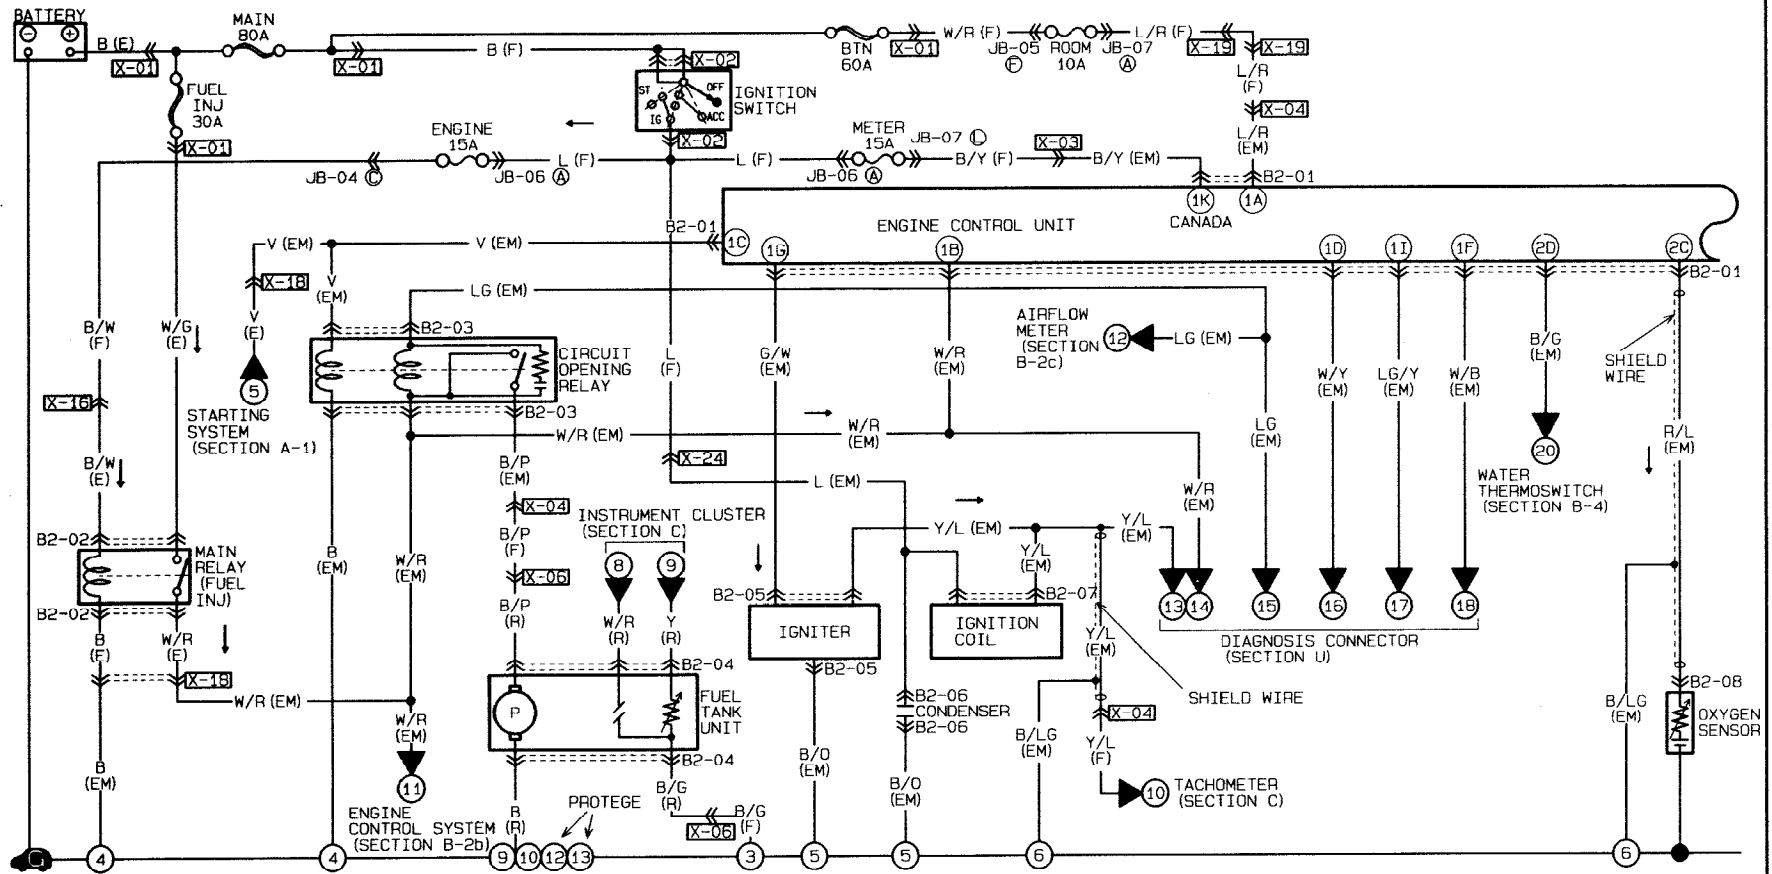 BATTERY
B (E)
X-01
MAIN
80A
X-01
B (F)
X-02
BTN
60A
X-01
W/R (F)
JB-05
F
ROOM
10A
JB-07
A
L/R (F)
X-19
X-19
L/R
(F)
X-04
L/R
(EM)
FUEL
INJ
30A
X-01
ST
OFF
IG
ACC
IGNITION
SWITCH
X-02
ENGINE
15A
JB-04 C
JB-06 A
L (F)
L (F)
METER
15A
JB-07 L
JB-06 A
B/Y (F)
X-03
B/Y (EM)
B2-01
1K
1A
CANADA
B2-01
1C
ENGINE CONTROL UNIT
1G
1B
1D
1I
1F
2D
2C
B2-01
V (EM)
V (EM)
X-18
V
(E)
V
(EM)
LG (EM)
B/W
(F)
W/G
(E)
B2-03
CIRCUIT
OPENING
RELAY
B2-03
5
STARTING
SYSTEM
(SECTION A-1)
X-16
B/W
(E)
L
(F)
G/W
(EM)
W/R
(EM)
AIRFLOW
METER
(SECTION
B-2c)
12
LG (EM)
W/Y
(EM)
LG/Y
(EM)
W/B
(EM)
B/G
(EM)
SHIELD
WIRE
W/R (EM)
W/R
(EM)
LG
(EM)
R/L
(EM)
20
WATER
THERMOSWITCH
(SECTION B-4)
B/P
(EM)
X-24
L (EM)
W/R
(EM)
X-04
INSTRUMENT CLUSTER
(SECTION C)
Y/L (EM)
Y/L
(EM)
Y/L
(EM)
B2-02
MAIN
RELAY
(FUEL
INJ)
B2-02
B
(EM)
W/R
(EM)
B/P
(F)
X-06
8
9
B/P
(R)
W/R
(R)
Y
(R)
B2-05
IGNITER
B2-05
B2-07
IGNITION
COIL
Y/L
(EM)
13
14
15
16
17
18
DIAGNOSIS CONNECTOR
(SECTION U)
B
(F)
W/R
(E)
X-18
W/R (EM)
W/R
(EM)
B2-04
P
FUEL
TANK
UNIT
B2-04
B2-06
CONDENSER
B2-06
SHIELD WIRE
X-04
B/LG
(EM)
Y/L
(F)
B/LG
(EM)
B2-08
OXYGEN
SENSOR
B
(EM)
11
ENGINE
CONTROL SYSTEM
(SECTION B-2b)
B
(R)
PROTEGE
B/G
(R)
X-06
B/G
(F)
B/O
(EM)
B/O
(EM)
10
TACHOMETER
(SECTION C)
G
4
4
9
10
12
13
3
5
5
6
6